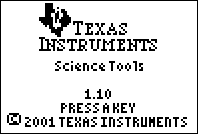 TEXAS
INSTRUMENTS
Science Tools
1.10
PRESS A KEY
© 2001 TEXAS INSTRUMENTS